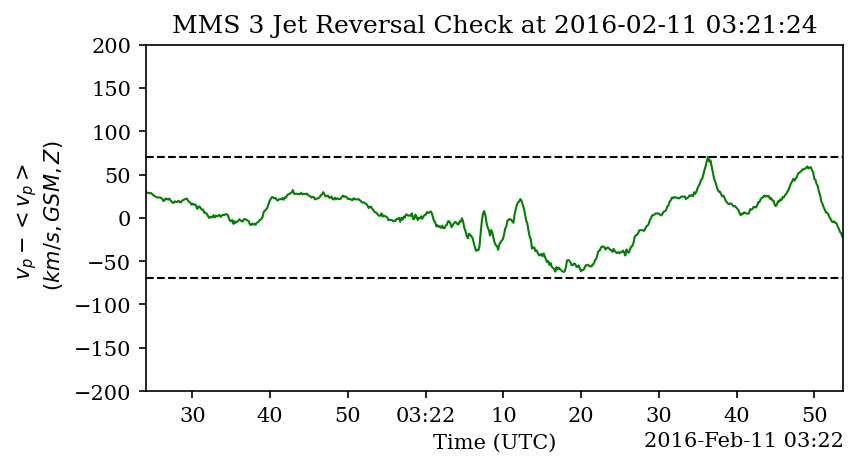 MMS 3 Jet Reversal Check at 2016-02-11 03:21:24
v_p − < v_p >
(km/s, GSM, Z)
200
150
100
50
0
−50
−100
−150
−200
30 40 50 03:22 10 20 30 40 50
Time (UTC)
2016-Feb-11 03:22